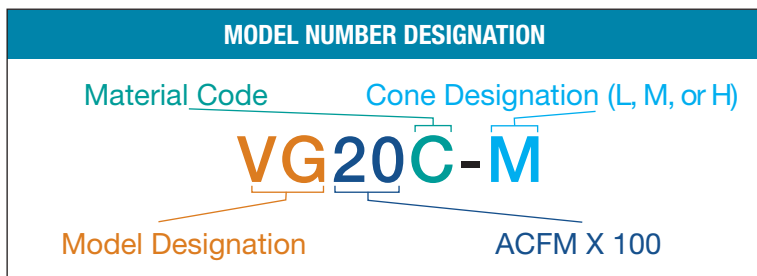 MODEL NUMBER DESIGNATION
Material Code Cone Designation (L, M, or H)
VG20C-M
Model Designation ACFM X 100